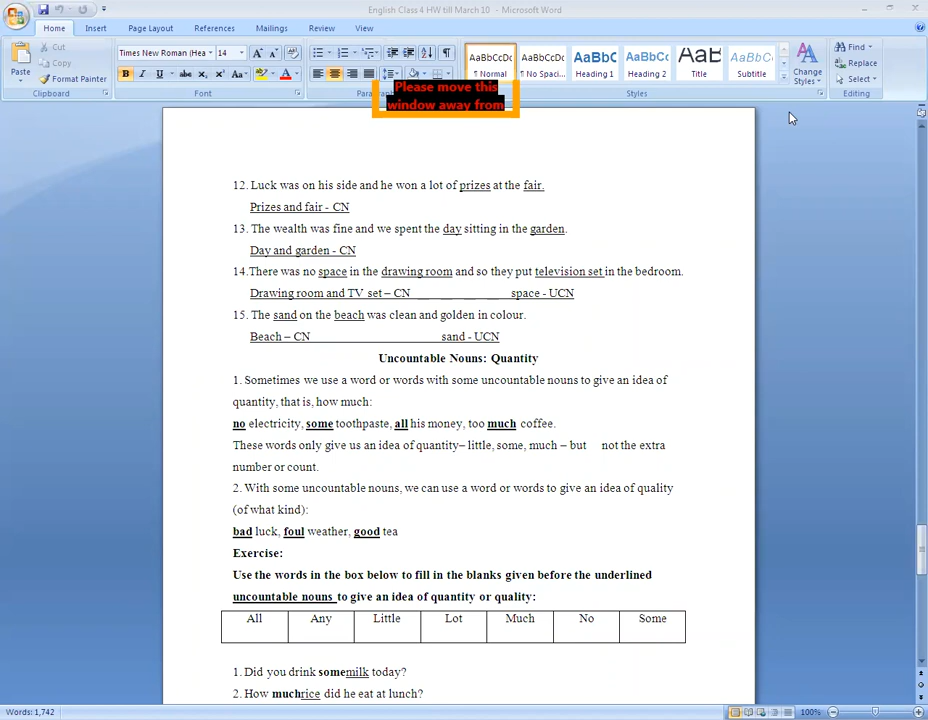 English Class 4 HW till March 10 - Microsoft Word
Home Insert Page Layout References Mailings Review View
Paste Cut Copy Format Painter Clipboard
Times New Roman (Hea 14
Font
AaBbCcDc AaBbCcDc AaBbC AaBbCc AaB AaBbCc.
¶ Normal ¶ No Spaci... Heading 1 Heading 2 Title Subtitle
Change Styles
Styles
Find Replace Select Editing
Please move this
window away from
12. Luck was on his side and he won a lot of prizes at the fair.
Prizes and fair - CN
13. The wealth was fine and we spent the day sitting in the garden.
Day and garden - CN
14.There was no space in the drawing room and so they put television set in the bedroom.
Drawing room and TV set – CN space - UCN
15. The sand on the beach was clean and golden in colour.
Beach – CN sand - UCN
Uncountable Nouns: Quantity
1. Sometimes we use a word or words with some uncountable nouns to give an idea of
quantity, that is, how much:
no electricity, some toothpaste, all his money, too much coffee.
These words only give us an idea of quantity– little, some, much – but not the extra
number or count.
2. With some uncountable nouns, we can use a word or words to give an idea of quality
(of what kind):
bad luck, foul weather, good tea
Exercise:
Use the words in the box below to fill in the blanks given before the underlined
uncountable nouns to give an idea of quantity or quality:
All Any Little Lot Much No Some
1. Did you drink somemilk today?
2. How muchrice did he eat at lunch?
Words: 1,742
100%